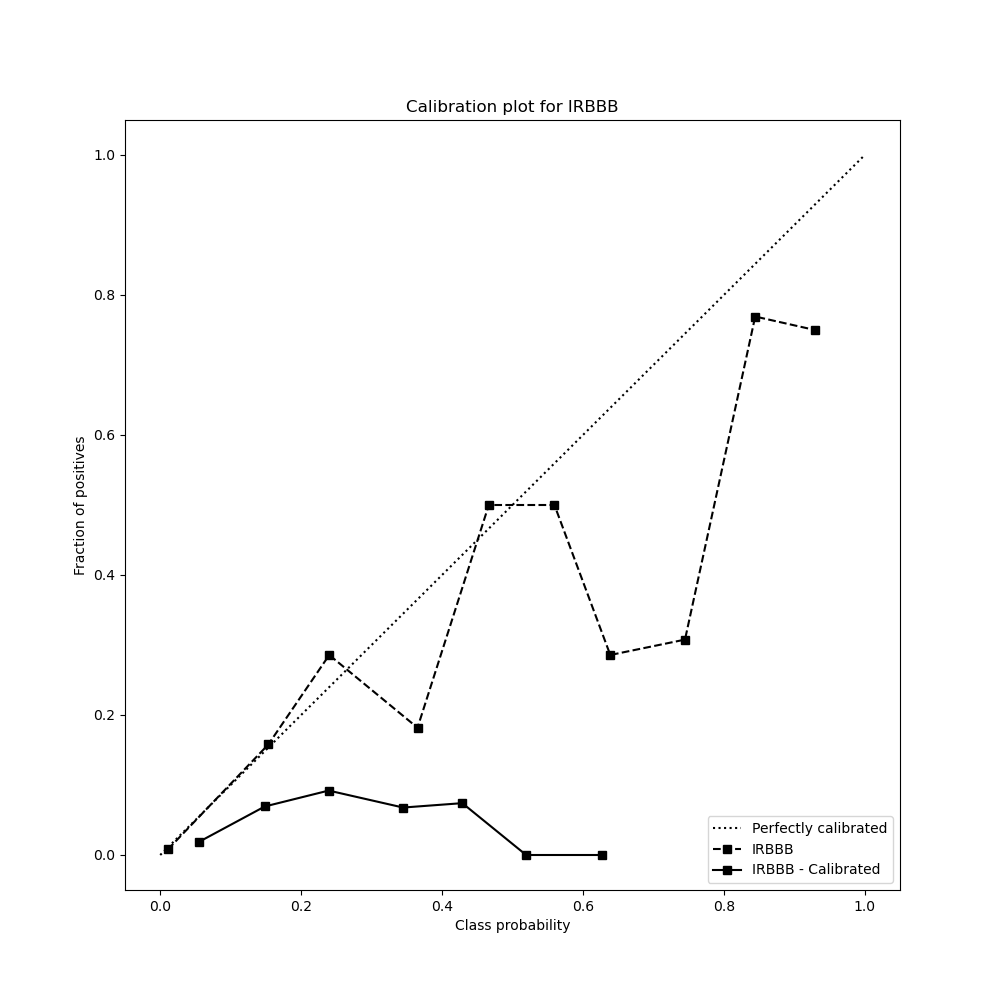 Calibration plot for IRBBB
Fraction of positives
1.0
0.8
0.6
0.4
0.2
0.0
0.0 0.2 0.4 0.6 0.8 1.0
Class probability
Perfectly calibrated
IRBBB
IRBBB - Calibrated